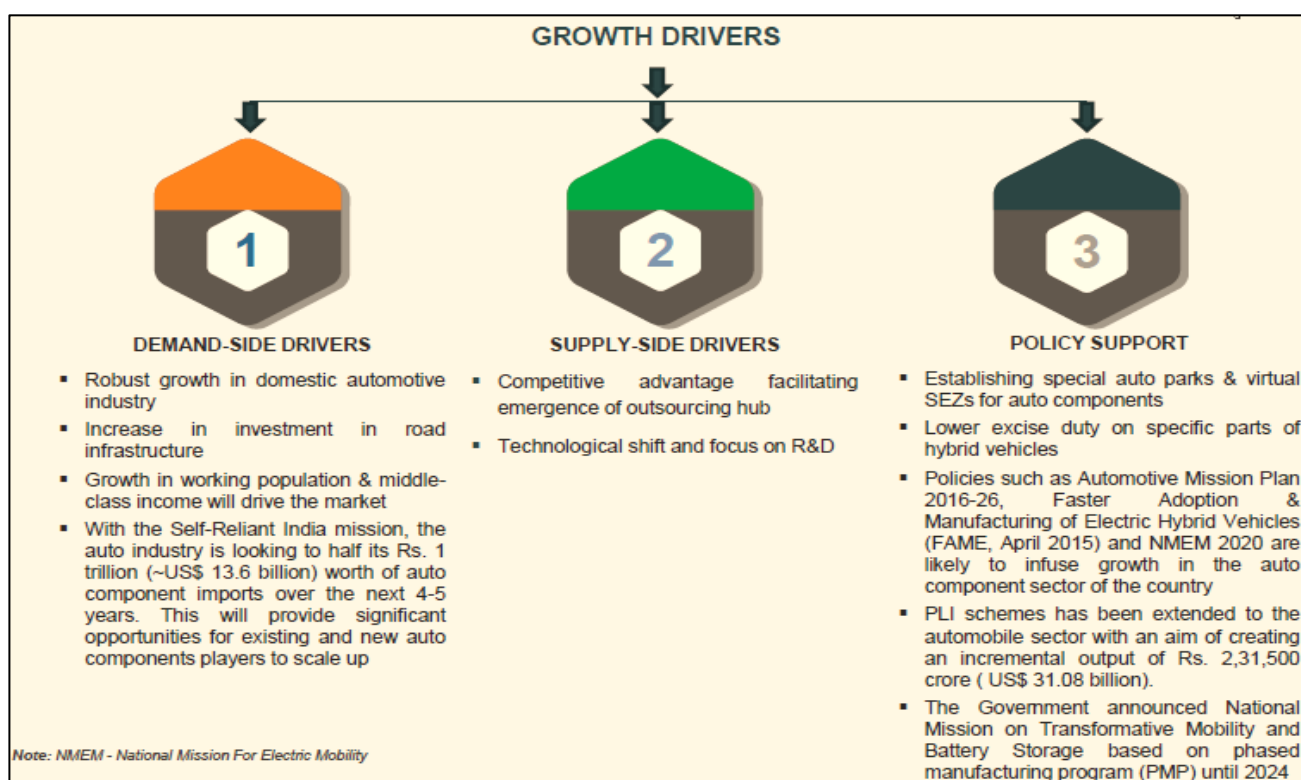 GROWTH DRIVERS
1
DEMAND-SIDE DRIVERS
▪ Robust growth in domestic automotive
industry
▪ Increase in investment in road
infrastructure
▪ Growth in working population & middle-
class income will drive the market
▪ With the Self-Reliant India mission, the
auto industry is looking to half its Rs. 1
trillion (~US$ 13.6 billion) worth of auto
component imports over the next 4-5
years. This will provide significant
opportunities for existing and new auto
components players to scale up
2
SUPPLY-SIDE DRIVERS
▪ Competitive advantage facilitating
emergence of outsourcing hub
▪ Technological shift and focus on R&D
3
POLICY SUPPORT
▪ Establishing special auto parks & virtual
SEZs for auto components
▪ Lower excise duty on specific parts of
hybrid vehicles
▪ Policies such as Automotive Mission Plan
2016-26, Faster Adoption &
Manufacturing of Electric Hybrid Vehicles
(FAME, April 2015) and NMEM 2020 are
likely to infuse growth in the auto
component sector of the country
▪ PLI schemes has been extended to the
automobile sector with an aim of creating
an incremental output of Rs. 2,31,500
crore ( US$ 31.08 billion).
▪ The Government announced National
Mission on Transformative Mobility and
Battery Storage based on phased
manufacturing program (PMP) until 2024
Note: NMEM - National Mission For Electric Mobility